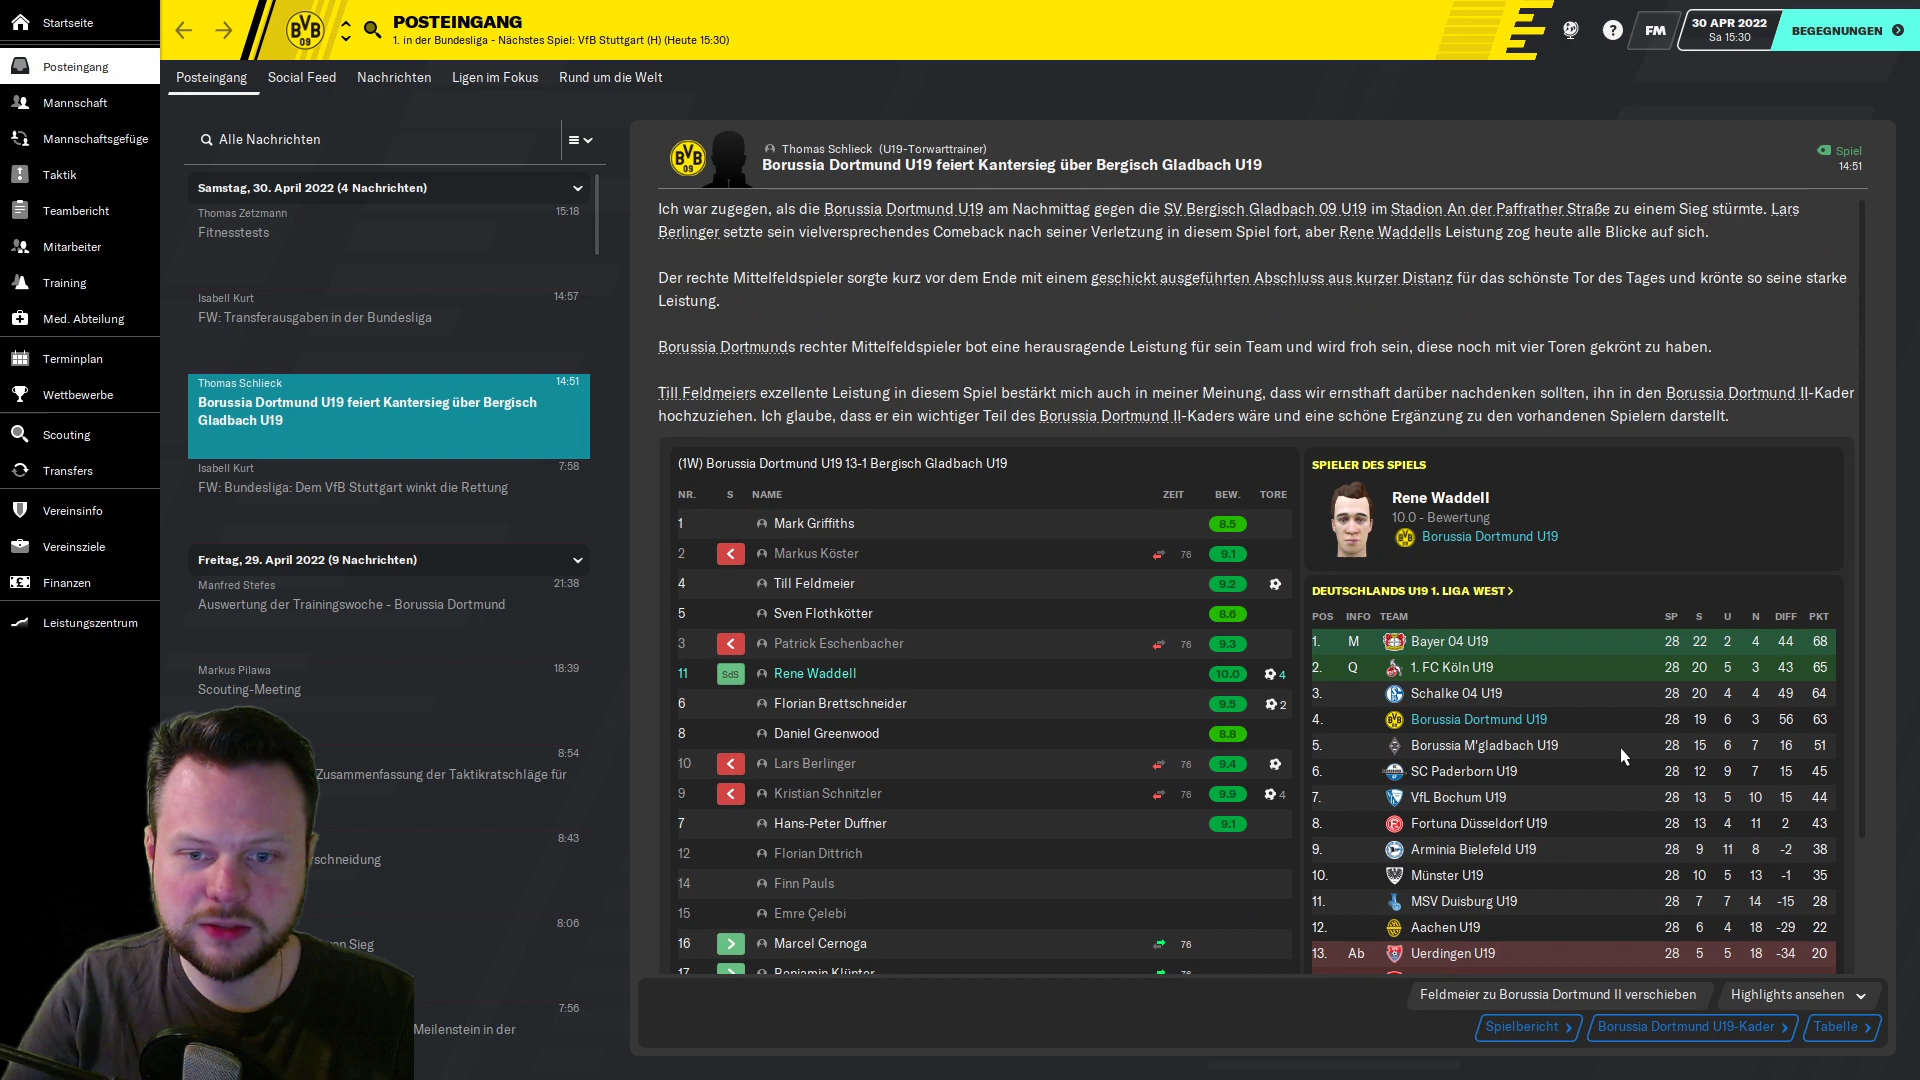 Startseite
Posteingang
Mannschaft
Mannschaftsgefüge
Taktik
Teambericht
Mitarbeiter
Training
Med. Abteilung
Terminplan
Wettbewerbe
Scouting
Transfers
Vereinsinfo
Vereinsziele
Finanzen
Leistungszentrum
BVB 09
POSTEINGANG
1. in der Bundesliga - Nächstes Spiel: VfB Stuttgart (H) (Heute 15:30)
?
FM
30 APR 2022
Sa 15:30
BEGEGNUNGEN
Posteingang Social Feed Nachrichten Ligen im Fokus Rund um die Welt
Alle Nachrichten
Samstag, 30. April 2022 (4 Nachrichten)
Thomas Zetzmann 15:18
Fitnesstests
Isabell Kurt 14:57
FW: Transferausgaben in der Bundesliga
Thomas Schlieck 14:51
Borussia Dortmund U19 feiert Kantersieg über Bergisch
Gladbach U19
Isabell Kurt 7:58
FW: Bundesliga: Dem VfB Stuttgart winkt die Rettung
Freitag, 29. April 2022 (9 Nachrichten)
Manfred Stefes 21:38
Auswertung der Trainingswoche - Borussia Dortmund
Markus Pilawa 18:39
Scouting-Meeting
8:54
Zusammenfassung der Taktikratschläge für
8:43
schneidung
8:06
Sieg
7:56
Meilenstein in der
BVB 09
Thomas Schlieck (U19-Torwarttrainer)
Borussia Dortmund U19 feiert Kantersieg über Bergisch Gladbach U19
Spiel
14:51
Ich war zugegen, als die Borussia Dortmund U19 am Nachmittag gegen die SV Bergisch Gladbach 09 U19 im Stadion An der Paffrather Straße zu einem Sieg stürmte. Lars
Berlinger setzte sein vielversprechendes Comeback nach seiner Verletzung in diesem Spiel fort, aber Rene Waddells Leistung zog heute alle Blicke auf sich.
Der rechte Mittelfeldspieler sorgte kurz vor dem Ende mit einem geschickt ausgeführten Abschluss aus kurzer Distanz für das schönste Tor des Tages und krönte so seine starke
Leistung.
Borussia Dortmunds rechter Mittelfeldspieler bot eine herausragende Leistung für sein Team und wird froh sein, diese noch mit vier Toren gekrönt zu haben.
Till Feldmeiers exzellente Leistung in diesem Spiel bestärkt mich auch in meiner Meinung, dass wir ernsthaft darüber nachdenken sollten, ihn in den Borussia Dortmund II-Kader
hochzuziehen. Ich glaube, dass er ein wichtiger Teil des Borussia Dortmund II-Kaders wäre und eine schöne Ergänzung zu den vorhandenen Spielern darstellt.
(1W) Borussia Dortmund U19 13-1 Bergisch Gladbach U19
NR. S NAME ZEIT BEW. TORE
1 Mark Griffiths 8.5
2 Markus Köster 76 9.1
4 Till Feldmeier 9.2
5 Sven Flothkötter 8.6
3 Patrick Eschenbacher 76 9.3
11 SdS Rene Waddell 10.0 4
6 Florian Brettschneider 9.5 2
8 Daniel Greenwood 8.8
10 Lars Berlinger 76 9.4
9 Kristian Schnitzler 76 9.9 4
7 Hans-Peter Duffner 9.1
12 Florian Dittrich
14 Finn Pauls
15 Emre Çelebi
16 Marcel Cernoga 76
17 Benjamin Klünter 76
SPIELER DES SPIELS
Rene Waddell
10.0 - Bewertung
Borussia Dortmund U19
DEUTSCHLANDS U19 1. LIGA WEST >
POS INFO TEAM SP S U N DIFF PKT
1. M Bayer 04 U19 28 22 2 4 44 68
2. Q 1. FC Köln U19 28 20 5 3 43 65
3. Schalke 04 U19 28 20 4 4 49 64
4. Borussia Dortmund U19 28 19 6 3 56 63
5. Borussia M'gladbach U19 28 15 6 7 16 51
6. SC Paderborn U19 28 12 9 7 15 45
7. VfL Bochum U19 28 13 5 10 15 44
8. Fortuna Düsseldorf U19 28 13 4 11 2 43
9. Arminia Bielefeld U19 28 9 11 8 -2 38
10. Münster U19 28 10 5 13 -1 35
11. MSV Duisburg U19 28 7 7 14 -15 28
12. Aachen U19 28 6 4 18 -29 22
13. Ab Uerdingen U19 28 5 5 18 -34 20
Feldmeier zu Borussia Dortmund II verschieben
Highlights ansehen
Spielbericht >
Borussia Dortmund U19-Kader >
Tabelle >